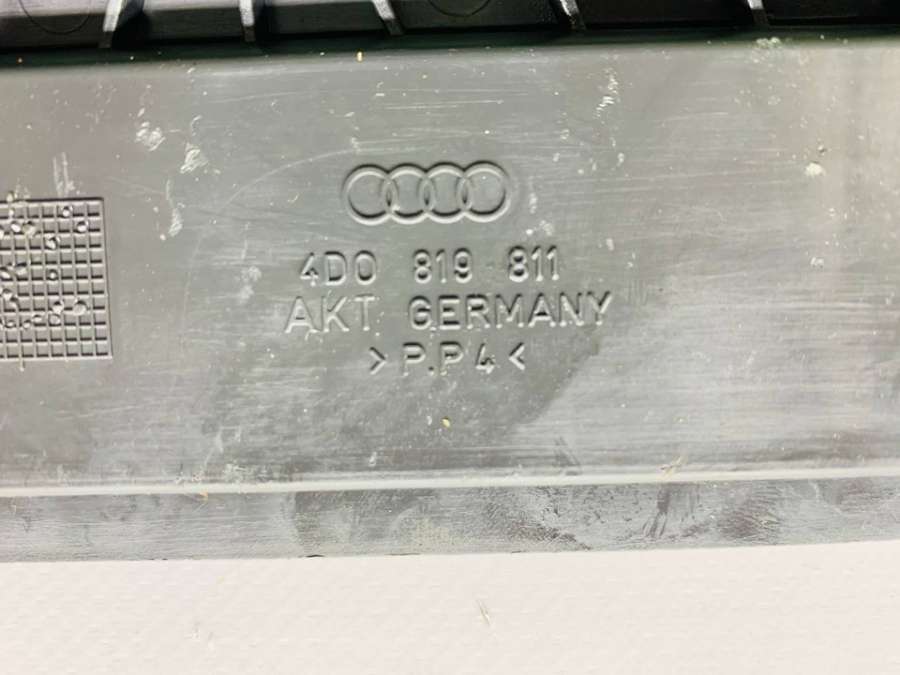 4D0 819 811
AKT GERMANY
>P.P4<